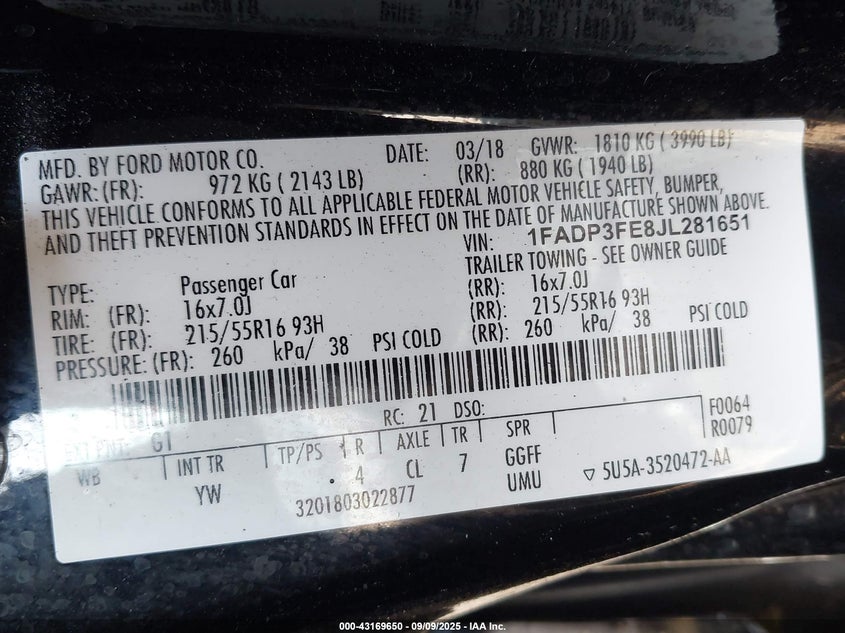 MFD. BY FORD MOTOR CO. DATE: 03/18 GVWR: 1810 KG ( 3990 LB)
GAWR: (FR): 972 KG ( 2143 LB) (RR): 880 KG ( 1940 LB)
THIS VEHICLE CONFORMS TO ALL APPLICABLE FEDERAL MOTOR VEHICLE SAFETY, BUMPER,
AND THEFT PREVENTION STANDARDS IN EFFECT ON THE DATE OF MANUFACTURE SHOWN ABOVE.
VIN: 1FADP3FE8JL281651
TYPE: Passenger Car TRAILER TOWING - SEE OWNER GUIDE
RIM: (FR): 16x7.0J (RR): 16x7.0J
TIRE: (FR): 215/55R16 93H (RR): 215/55R16 93H
PRESSURE: (FR): 260 kPa/ 38 PSI COLD (RR): 260 kPa/ 38 PSI COLD
EXT PNT: G1 RC: 21 DSO: F0064
WB INT TR TP/PS R AXLE TR SPR R0079
YW 4 CL 7 GGFF
UMU 5U5A-3520472-AA
3201803022877
000-43169650 - 09/09/2025 - IAA Inc.